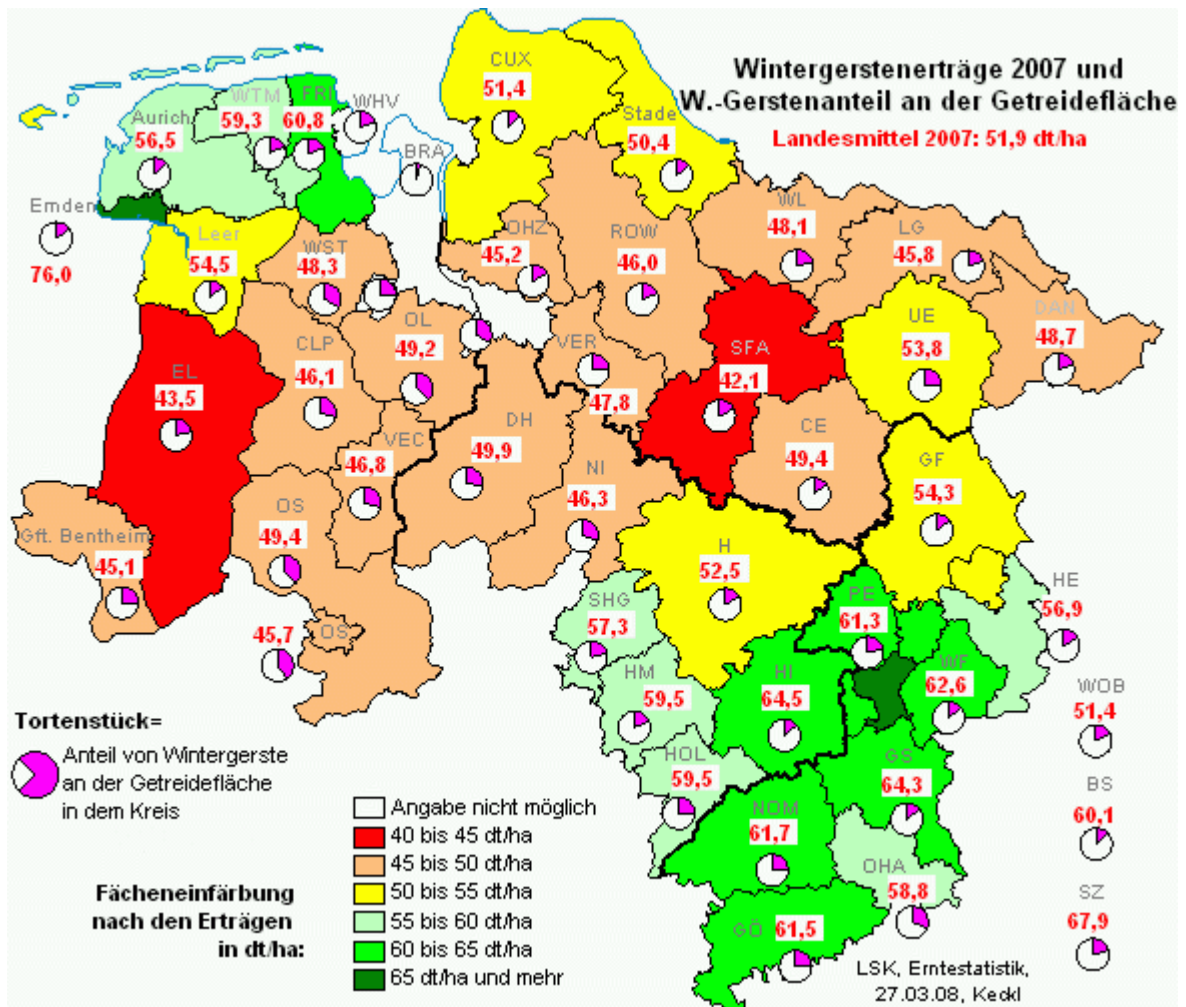 Wintergerstenerträge 2007 und
W.-Gerstenanteil an der Getreidefläche
Landesmittel 2007: 51,9 dt/ha
CUX
51,4
WTM
59,3
FRI
60,8
WHV
Aurich
56,5
Stade
50,4
BRA
Emden
76,0
Leer
54,5
WST
48,3
OHZ
45,2
ROW
46,0
WL
48,1
LG
45,8
DAN
48,7
UE
53,8
OL
49,2
CLP
46,1
VER
47,8
SFA
42,1
EL
43,5
VEC
46,8
DH
49,9
NI
46,3
CE
49,4
GF
54,3
Gft. Bentheim
45,1
OS
49,4
OS
45,7
H
52,5
SHG
57,3
PE
61,3
HE
56,9
HM
59,5
HI
64,5
WF
62,6
WOB
51,4
HOL
59,5
GS
64,3
BS
60,1
NOM
61,7
OHA
58,8
SZ
67,9
GÖ
61,5
Tortenstück=
Anteil von Wintergerste
an der Getreidefläche
in dem Kreis
Fächeneinfärbung
nach den Erträgen
in dt/ha:
Angabe nicht möglich
40 bis 45 dt/ha
45 bis 50 dt/ha
50 bis 55 dt/ha
55 bis 60 dt/ha
60 bis 65 dt/ha
65 dt/ha und mehr
LSK, Erntestatistik,
27.03.08, Keckl